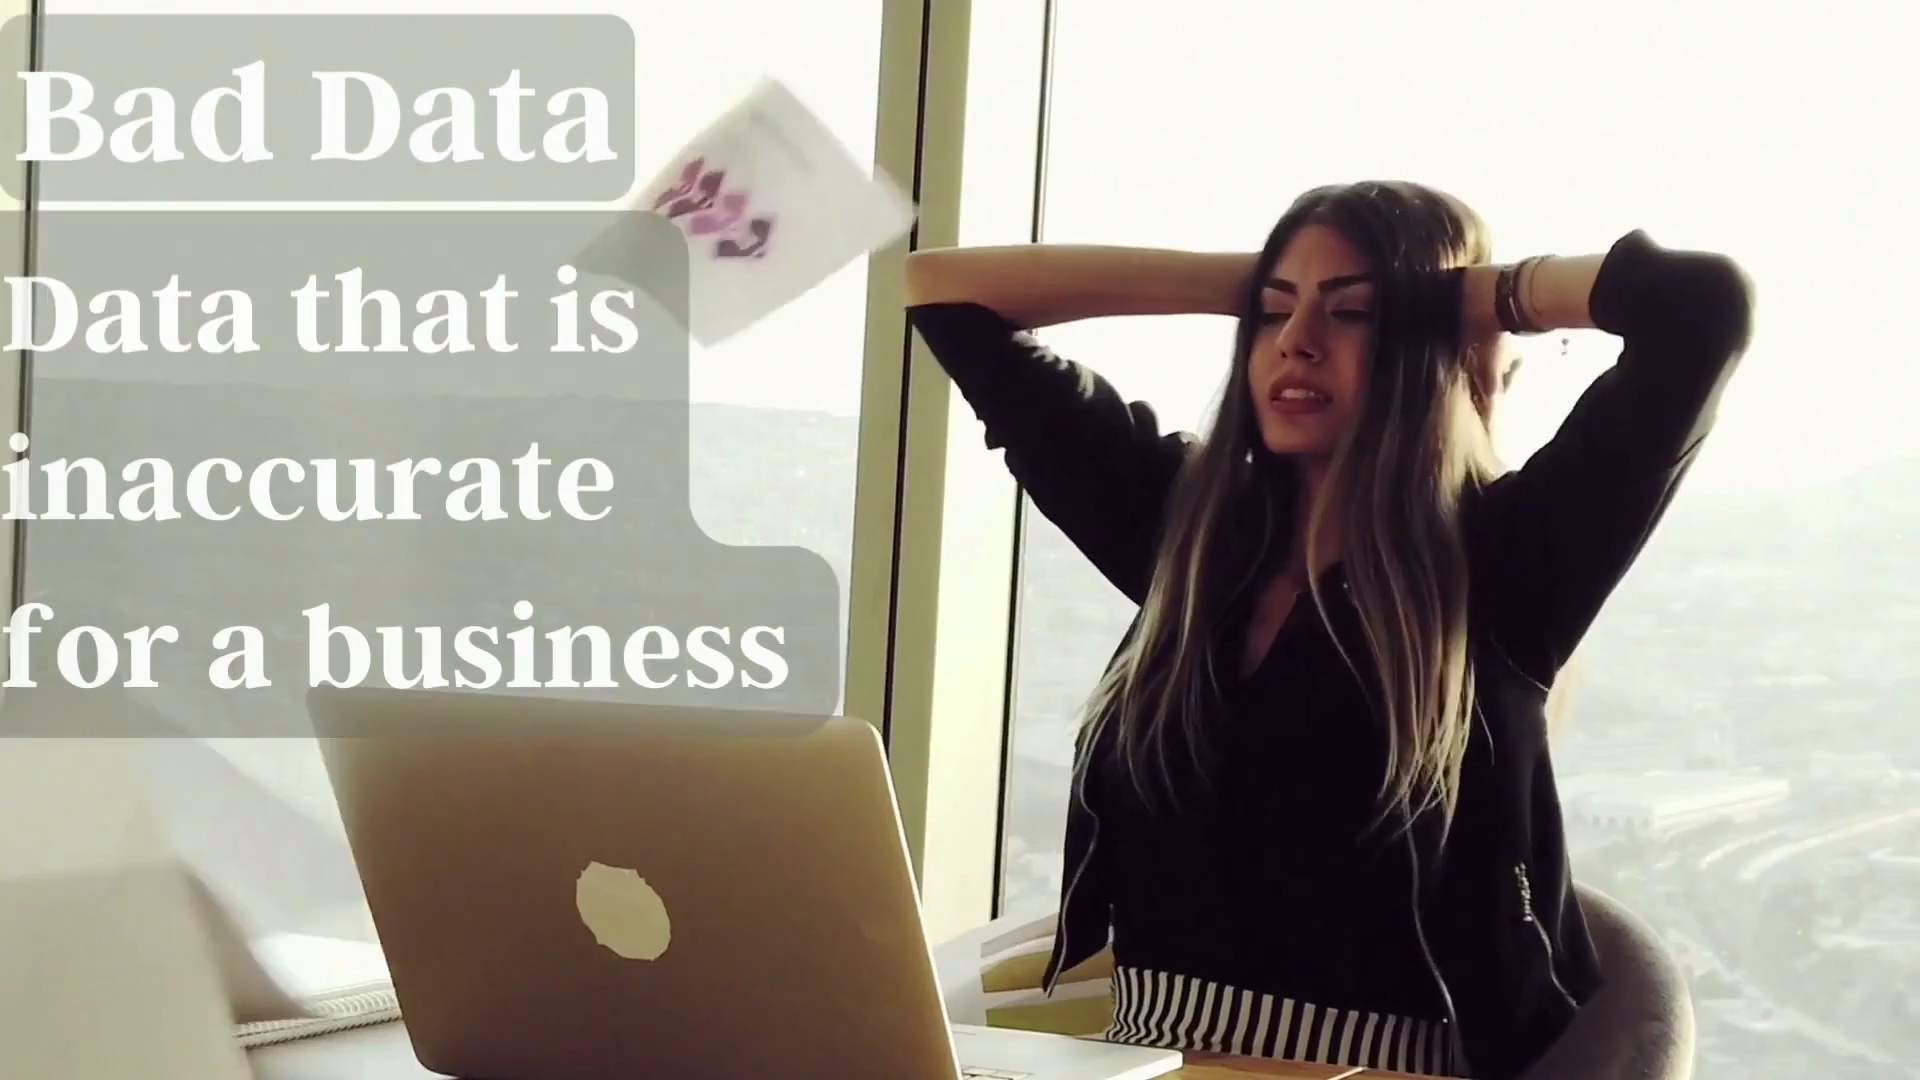 Bad Data
Data that is
inaccurate
for a business